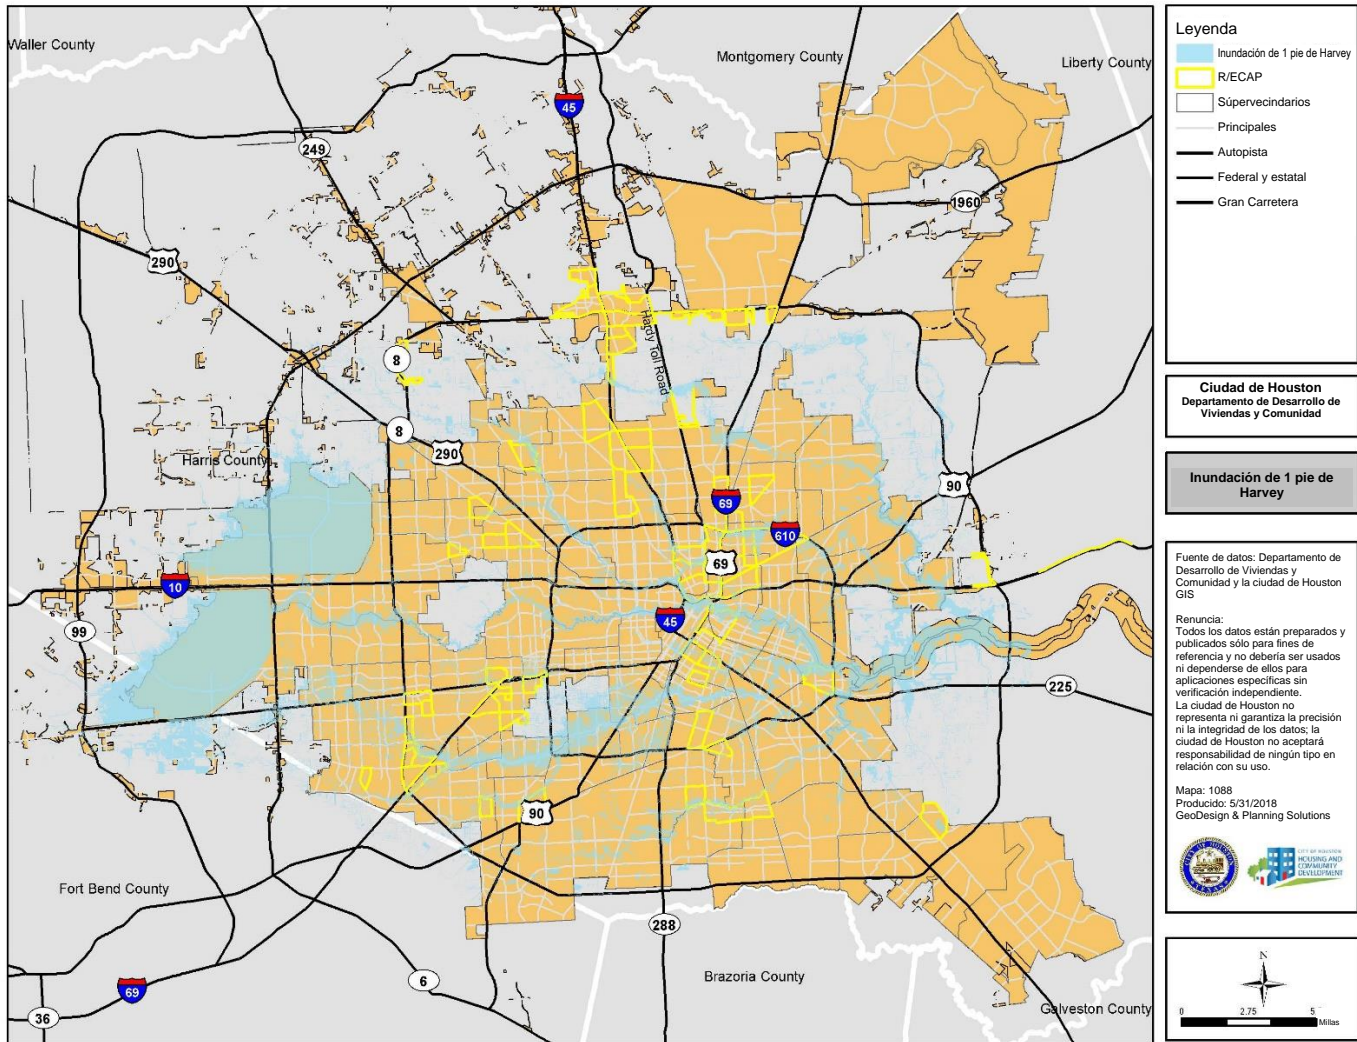 Waller County
Montgomery County
Liberty County
45
249
1960
290
Hardy Toll Road
8
8
290
Harris County
90
69
610
69
10
45
99
225
90
Fort Bend County
288
Brazoria County
6
69
36
Galveston County
Leyenda
Inundación de 1 pie de Harvey
R/ECAP
Súpervecindarios
Principales
Autopista
Federal y estatal
Gran Carretera
Ciudad de Houston
Departamento de Desarrollo de
Viviendas y Comunidad
Inundación de 1 pie de
Harvey
Fuente de datos: Departamento de
Desarrollo de Viviendas y
Comunidad y la ciudad de Houston
GIS
Renuncia:
Todos los datos están preparados y
publicados sólo para fines de
referencia y no debería ser usados
ni dependerse de ellos para
aplicaciones específicas sin
verificación independiente.
La ciudad de Houston no
representa ni garantiza la precisión
ni la integridad de los datos; la
ciudad de Houston no aceptará
responsabilidad de ningún tipo en
relación con su uso.
Mapa: 1088
Producido: 5/31/2018
GeoDesign & Planning Solutions
CITY OF HOUSTON
TEXAS
CITY OF HOUSTON
HOUSING AND
COMMUNITY
DEVELOPMENT
N
0 2.75 5
Millas